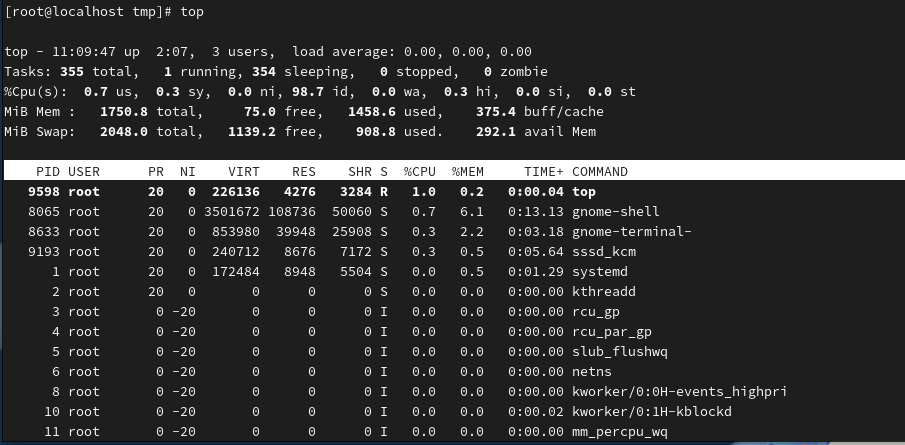 [root@localhost tmp]# top
top - 11:09:47 up  2:07,  3 users,  load average: 0.00, 0.00, 0.00
Tasks: 355 total,   1 running, 354 sleeping,   0 stopped,   0 zombie
%Cpu(s):  0.7 us,  0.3 sy,  0.0 ni, 98.7 id,  0.0 wa,  0.3 hi,  0.0 si,  0.0 st
MiB Mem :   1750.8 total,     75.0 free,   1458.6 used,    375.4 buff/cache
MiB Swap:   2048.0 total,   1139.2 free,    908.8 used.    292.1 avail Mem
PID USER      PR  NI    VIRT    RES    SHR S  %CPU  %MEM     TIME+ COMMAND
9598 root      20   0  226136   4276   3284 R   1.0   0.2   0:00.04 top
8065 root      20   0 3501672 108736  50060 S   0.7   6.1   0:13.13 gnome-shell
8633 root      20   0  853980  39948  25908 S   0.3   2.2   0:03.18 gnome-terminal-
9193 root      20   0  240712   8676   7172 S   0.3   0.5   0:05.64 sssd_kcm
1 root      20   0  172484   8948   5504 S   0.0   0.5   0:01.29 systemd
2 root      20   0       0      0      0 S   0.0   0.0   0:00.00 kthreadd
3 root       0 -20       0      0      0 I   0.0   0.0   0:00.00 rcu_gp
4 root       0 -20       0      0      0 I   0.0   0.0   0:00.00 rcu_par_gp
5 root       0 -20       0      0      0 I   0.0   0.0   0:00.00 slub_flushwq
6 root       0 -20       0      0      0 I   0.0   0.0   0:00.00 netns
8 root       0 -20       0      0      0 I   0.0   0.0   0:00.00 kworker/0:0H-events_highpri
10 root       0 -20       0      0      0 I   0.0   0.0   0:00.02 kworker/0:1H-kblockd
11 root       0 -20       0      0      0 I   0.0   0.0   0:00.00 mm_percpu_wq